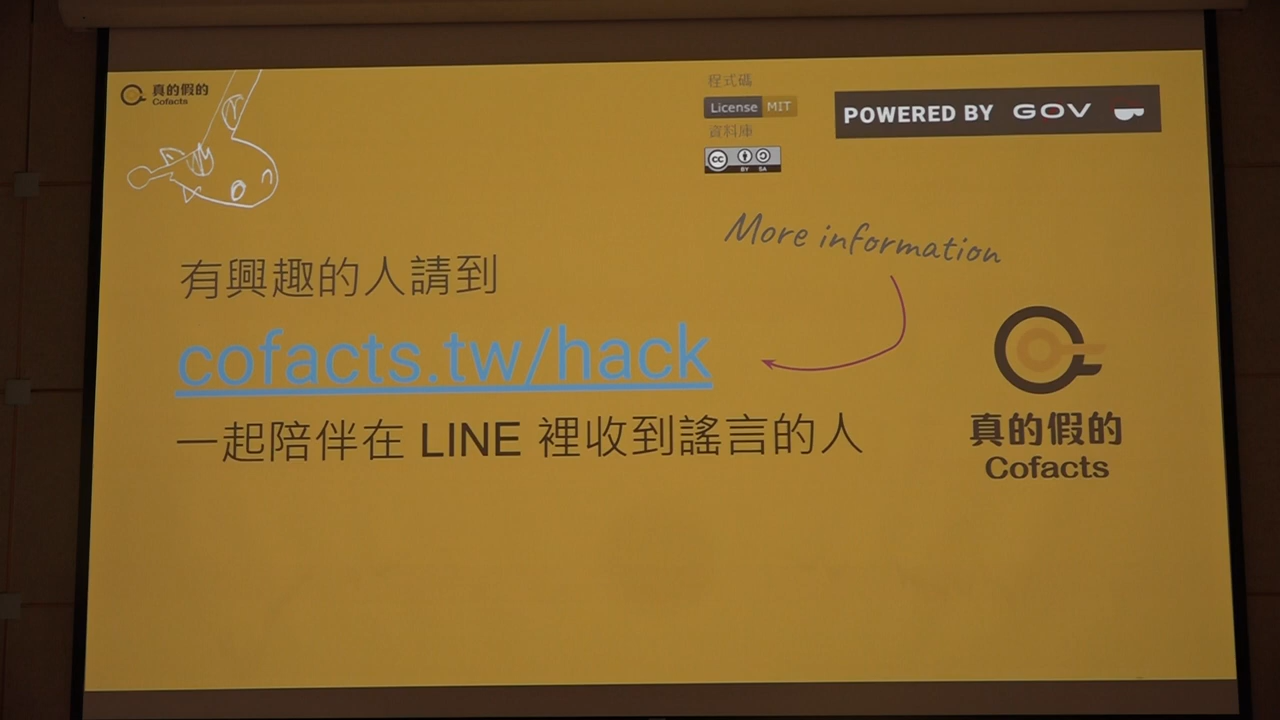 真的假的
Cofacts
程式碼
License MIT
資料庫
CC BY SA
POWERED BY GOV
More information
有興趣的人請到
cofacts.tw/hack
一起陪伴在 LINE 裡收到謠言的人
真的假的
Cofacts